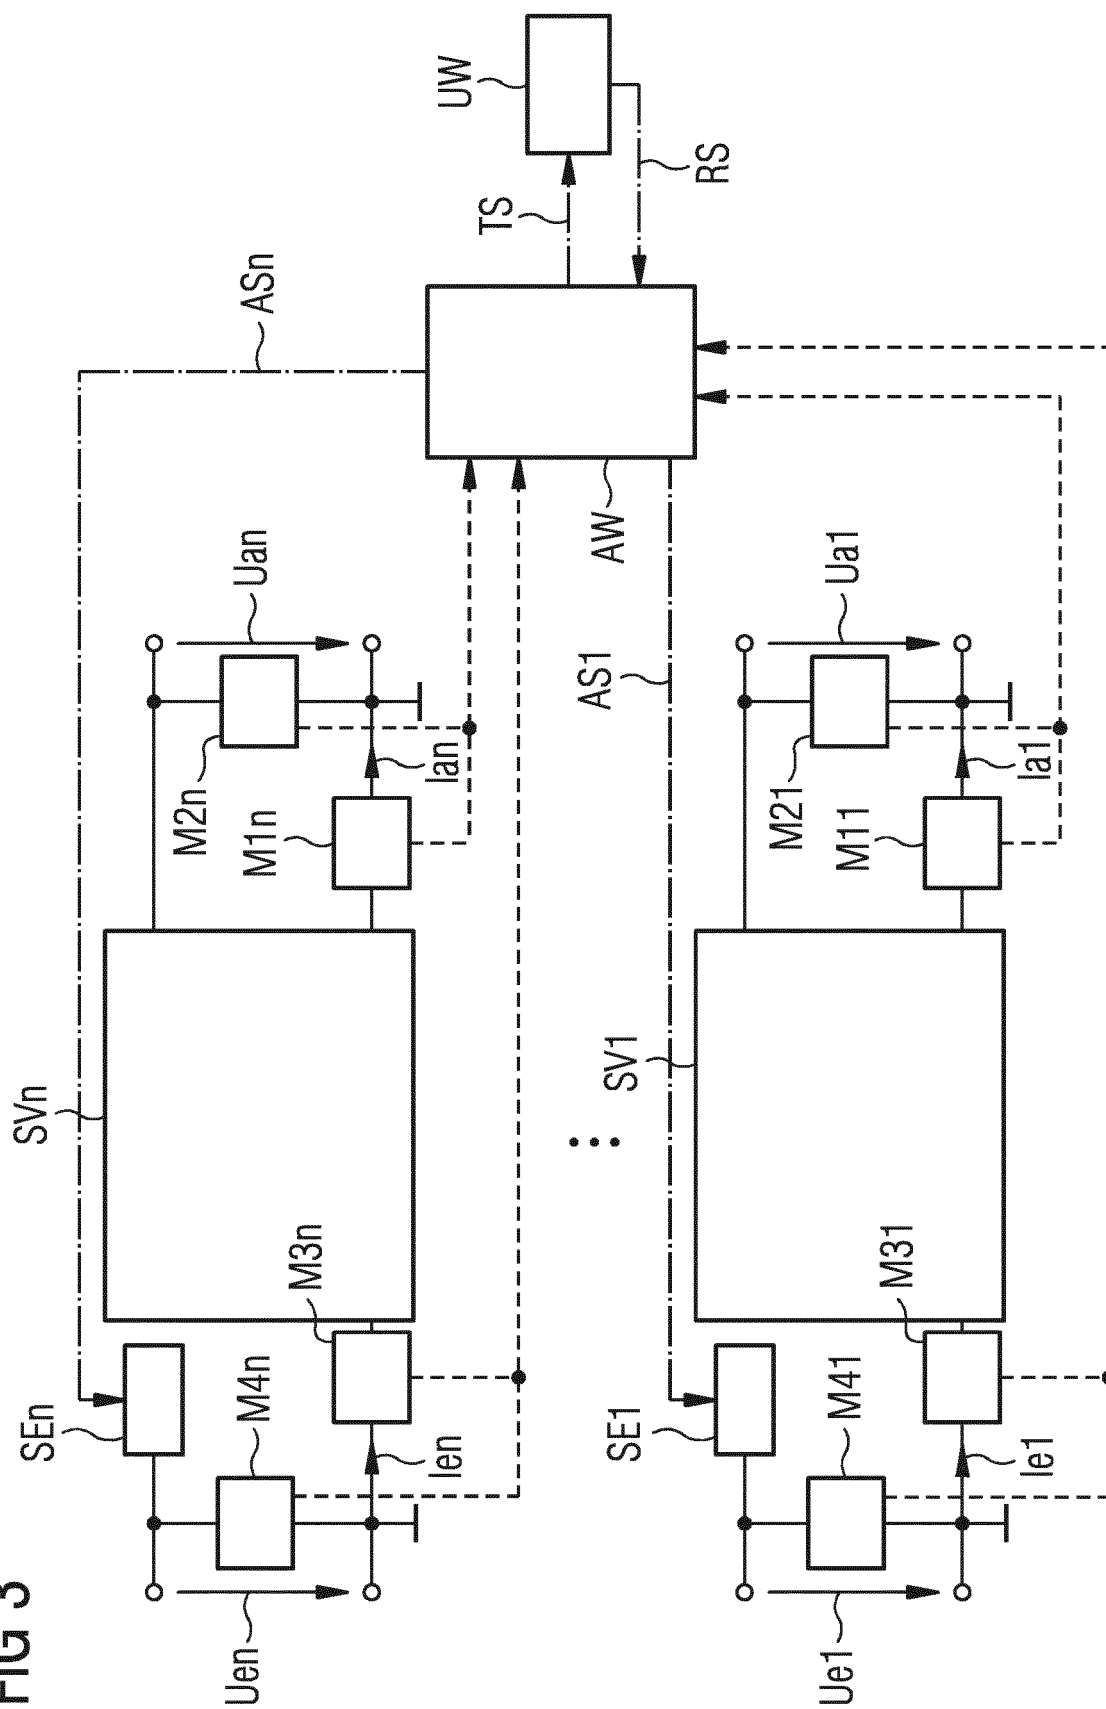 FIG 3
UW
TS
RS
ASn
AW
Uan
AS1
Ua1
M2n
Ian
M1n
M21
Ia1
M11
SVn
SV1
M3n
M31
SEn
M4n
Ien
SE1
M41
Ie1
Uen
Ue1